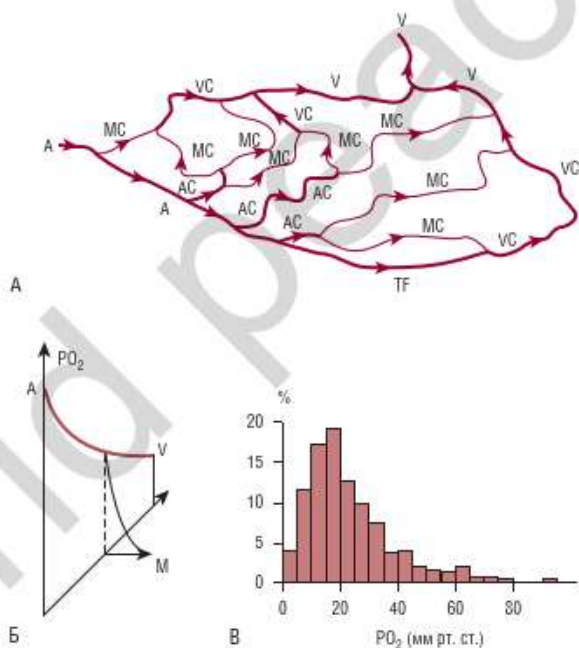 V
VC V V
MC VC
A MC MC MC MC
AC MC
A AC AC AC MC VC
MC
VC
А TF
PO₂
A
V
M
Б
%
20
15
10
5
0
0 20 40 60 80
PO₂ (мм рт. ст.)
В